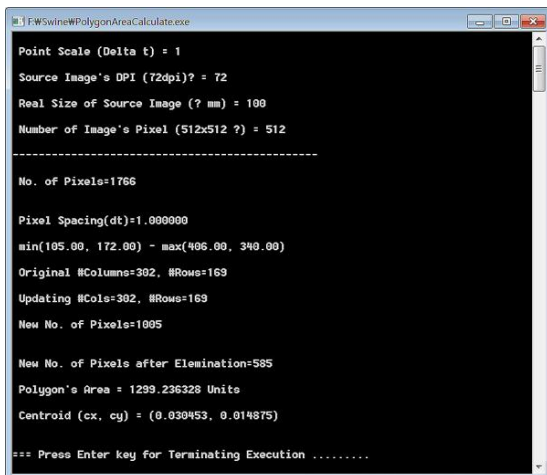 F:₩Swine₩PolygonAreaCalculate.exe
Point Scale (Delta t) = 1
Source Image's DPI (72dpi)? = 72
Real Size of Source Image (? mm) = 100
Number of Image's Pixel (512x512 ?) = 512
-----------------------------------------------
No. of Pixels=1766
Pixel Spacing(dt)=1.000000
min(105.00, 172.00) - max(406.00, 340.00)
Original #Columns=302, #Rows=169
Updating #Cols=302, #Rows=169
New No. of Pixels=1005
New No. of Pixels after Elemination=585
Polygon's Area = 1299.236328 Units
Centroid (cx, cy) = (0.030453, 0.014875)
=== Press Enter key for Terminating Execution .........